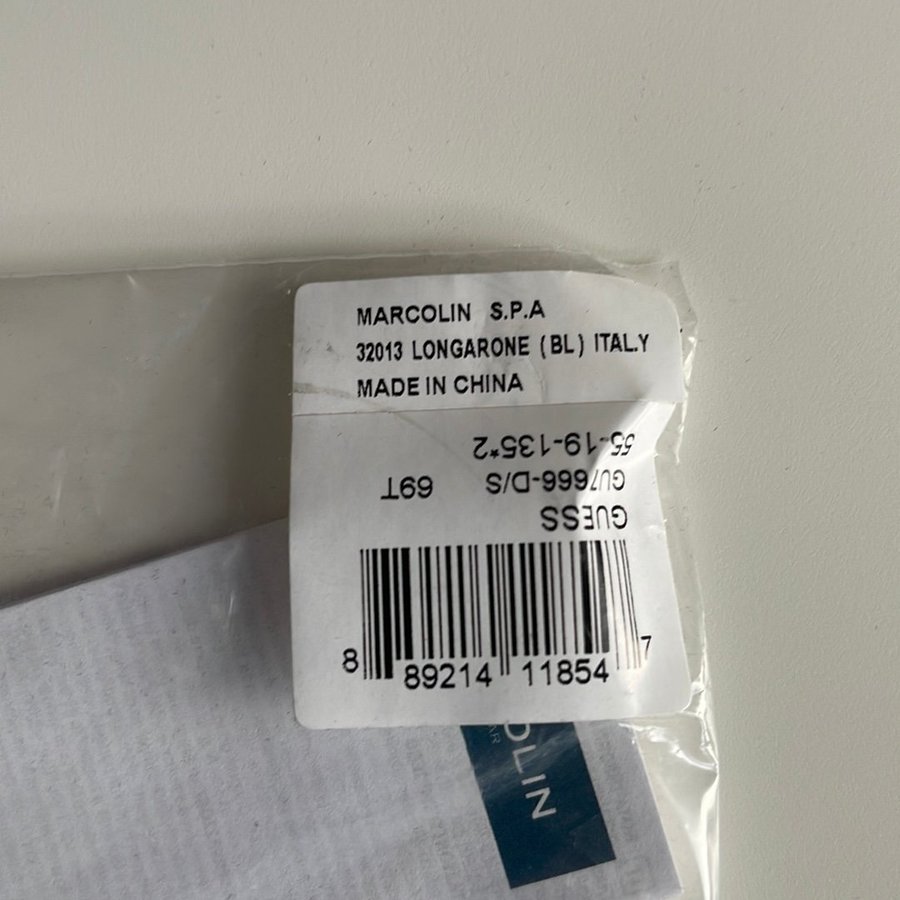 MARCOLIN S.P.A
32013 LONGARONE (BL) ITAL.Y
MADE IN CHINA
GUESS
GU7666-D/S 69T
55-19-135*2
8 89214 11854 7
OLIN
AR